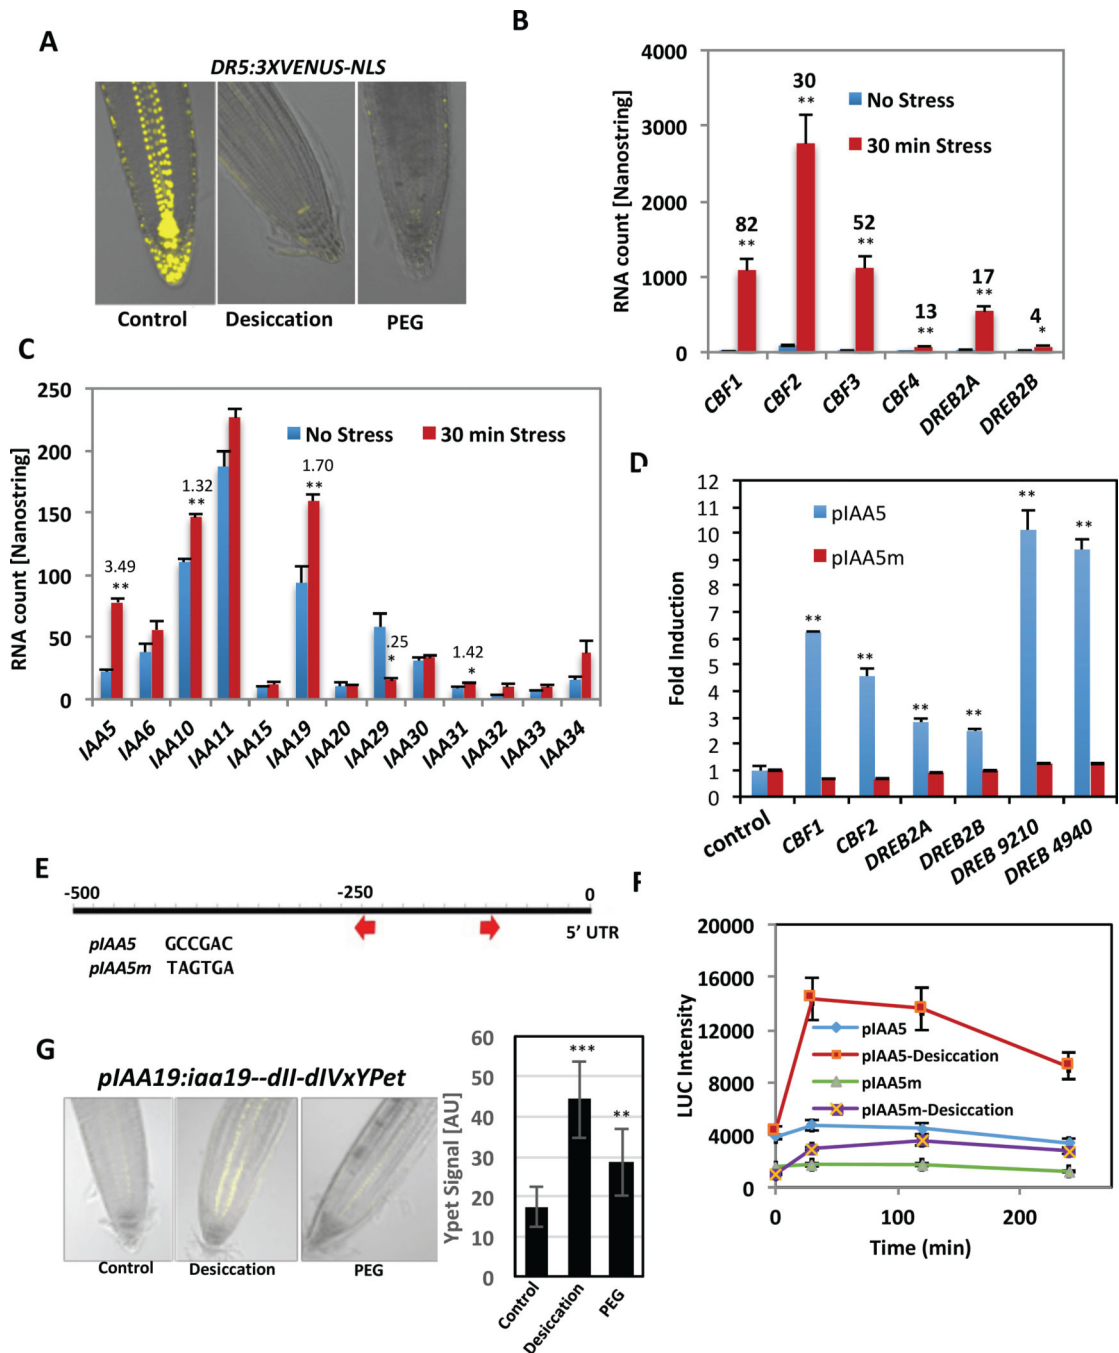 A
DR5:3XVENUS-NLS
Control
Desiccation
PEG
B
RNA count [Nanostring]
4000
3000
2000
1000
0
No Stress
30 min Stress
82
**
30
**
52
**
13
**
17
**
4
*
CBF1
CBF2
CBF3
CBF4
DREB2A
DREB2B
C
RNA count [Nanostring]
250
200
150
100
50
0
No Stress
30 min Stress
3.49
**
1.32
**
1.70
**
.25
*
1.42
*
IAA5
IAA6
IAA10
IAA11
IAA15
IAA19
IAA20
IAA29
IAA30
IAA31
IAA32
IAA33
IAA34
D
Fold Induction
12
11
10
9
8
7
6
5
4
3
2
1
0
pIAA5
pIAA5m
**
**
**
**
**
**
control
CBF1
CBF2
DREB2A
DREB2B
DREB 9210
DREB 4940
E
-500
-250
0
5' UTR
pIAA5 GCCGAC
pIAA5m TAGTGA
F
LUC Intensity
20000
16000
12000
8000
4000
0
pIAA5
pIAA5-Desiccation
pIAA5m
pIAA5m-Desiccation
0
100
200
Time (min)
G
pIAA19:iaa19--dII-dIVxYPet
Control
Desiccation
PEG
Ypet Signal [AU]
60
50
40
30
20
10
0
***
**
Control
Desiccation
PEG